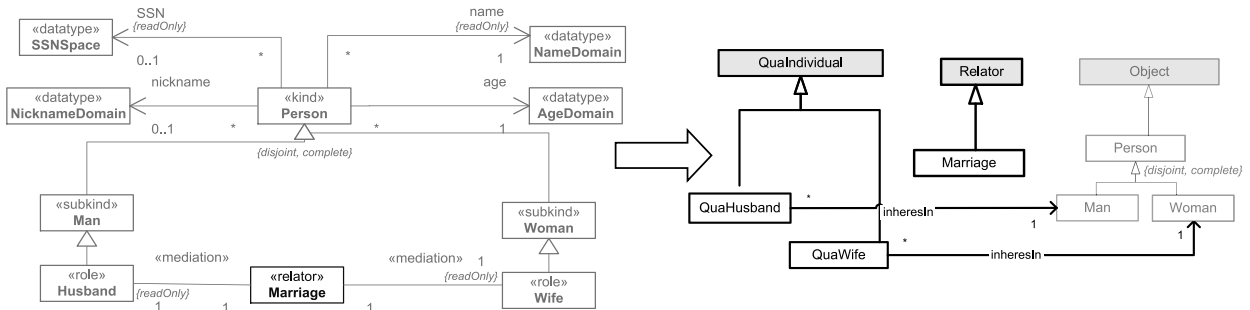 SSN
{readOnly}
«datatype»
SSNSpace
0..1
*
name
{readOnly}
«datatype»
NameDomain
*
1
nickname
«datatype»
NicknameDomain
0..1
*
«kind»
Person
age
«datatype»
AgeDomain
*
1
{disjoint, complete}
«subkind»
Man
«subkind»
Woman
«role»
Husband
«mediation»
{readOnly}
1
1
«relator»
Marriage
«mediation»
1
{readOnly}
1
«role»
Wife
QuaIndividual
Relator
Object
Marriage
Person
{disjoint, complete}
QuaHusband
*
inheresIn
1
Man
Woman
1
QuaWife
*
inheresIn